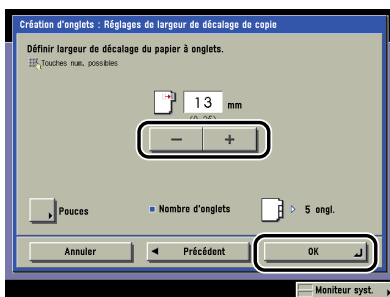 Création d'onglets : Réglages de largeur de décalage de copie
Définir largeur de décalage du papier à onglets.
Touches num. possibles
13 mm
(0-25)
− +
Pouces
Nombre d'onglets
5 ongl.
Annuler
Précédent
OK
Moniteur syst.